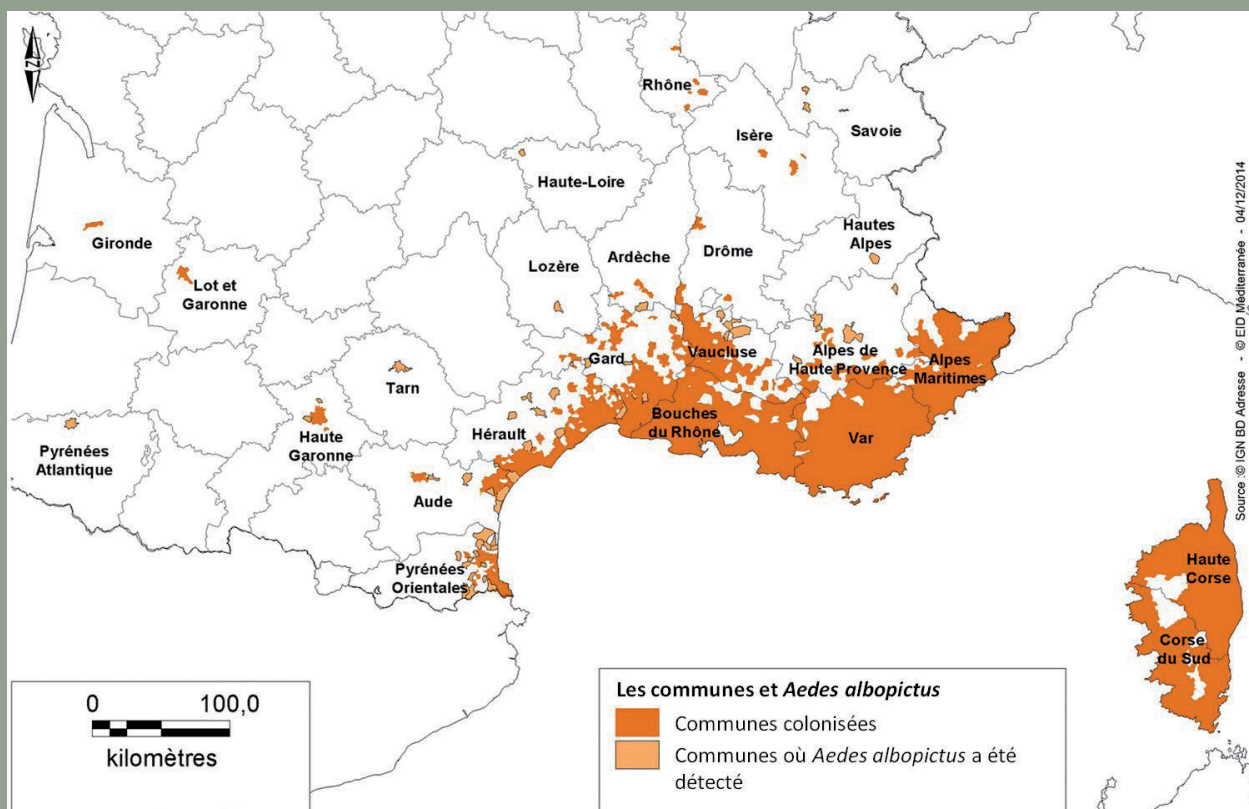 Rhône
Isère
Savoie
Haute-Loire
Gironde
Hautes
Alpes
Lot et
Garonne
Lozère
Ardèche
Drôme
Gard
Vaucluse
Alpes de
Haute Provence
Alpes
Maritimes
Tarn
Pyrénées
Atlantique
Haute
Garonne
Hérault
Bouches
du Rhône
Var
Aude
Pyrénées
Orientales
Haute
Corse
Corse
du Sud
0 100,0
kilomètres
Les communes et Aedes albopictus
Communes colonisées
Communes où Aedes albopictus a été
détecté
Source :© IGN BD Adresse - © EID Méditerranée - 04/12/2014